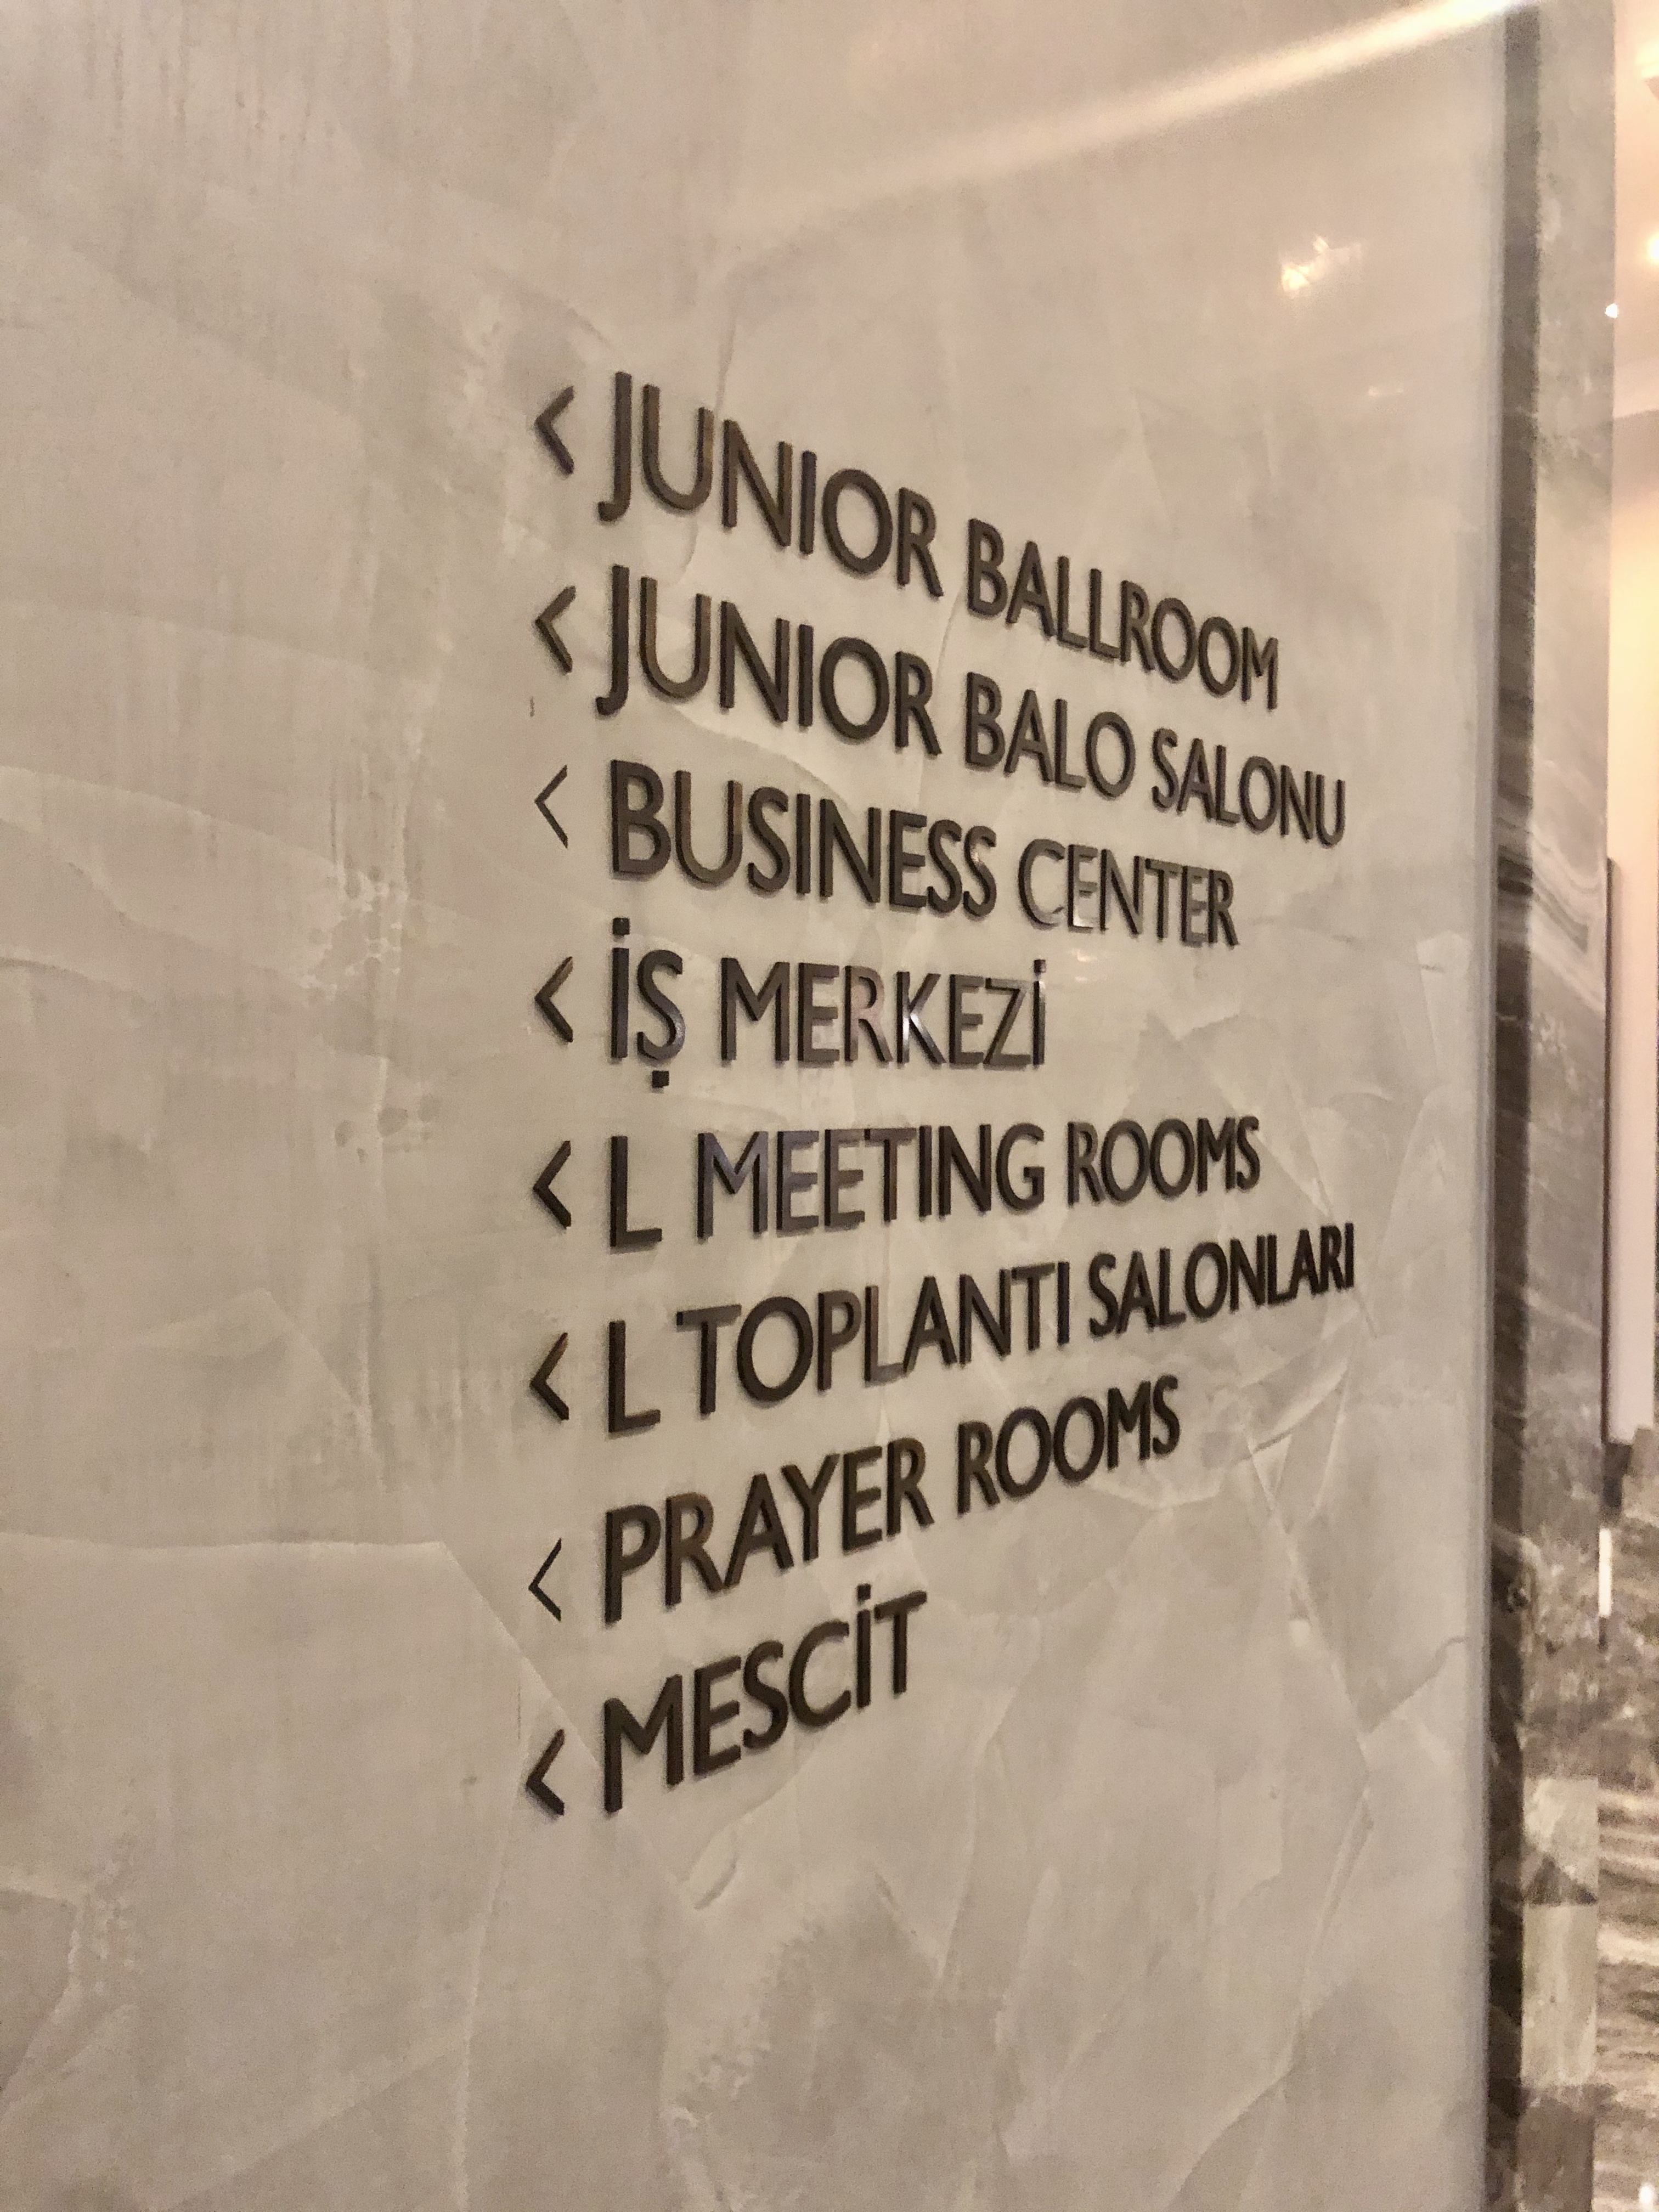 < JUNIOR BALLROOM
< JUNIOR BALO SALONU
< BUSINESS CENTER
< İŞ MERKEZİ
< L MEETING ROOMS
< L TOPLANTI SALONLARI
< PRAYER ROOMS
< MESCİT